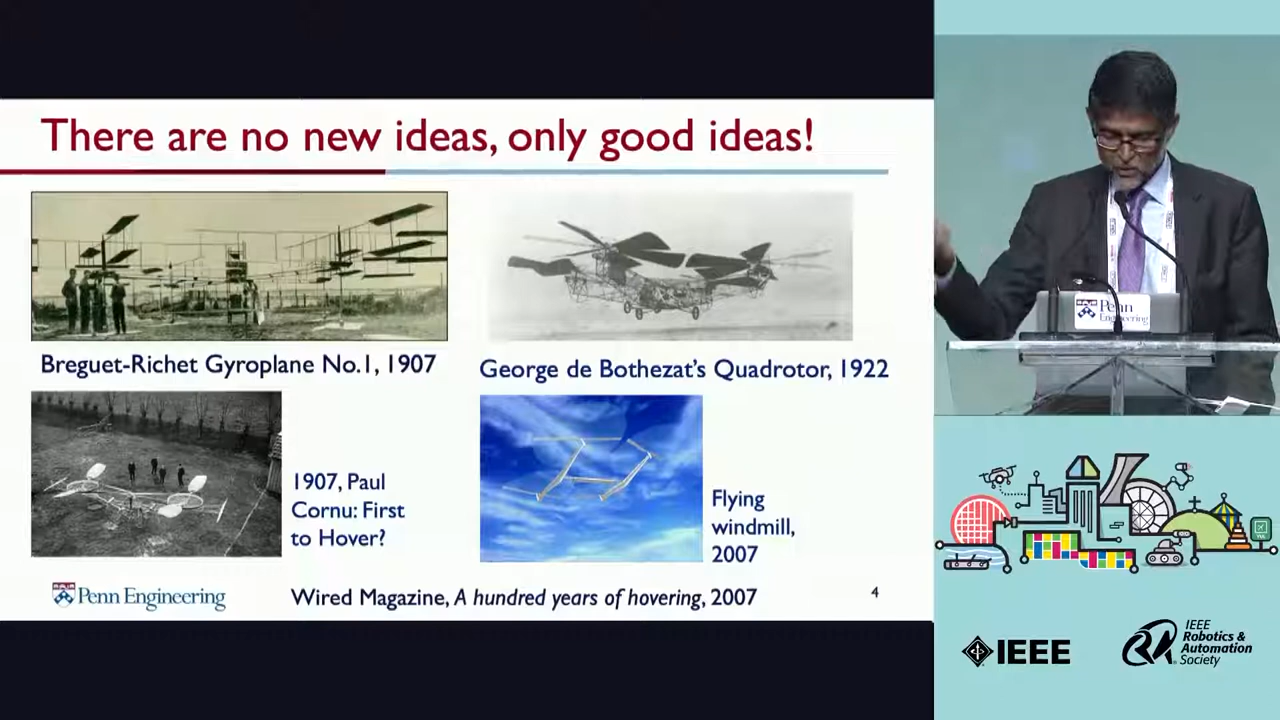 There are no new ideas, only good ideas!
Breguet-Richet Gyroplane No.1, 1907
George de Bothezat's Quadrotor, 1922
1907, Paul
Cornu: First
to Hover?
Flying
windmill,
2007
Penn Engineering
Wired Magazine, A hundred years of hovering, 2007
4
Penn
Engineering
IEEE
IEEE
Robotics &
Automation
Society